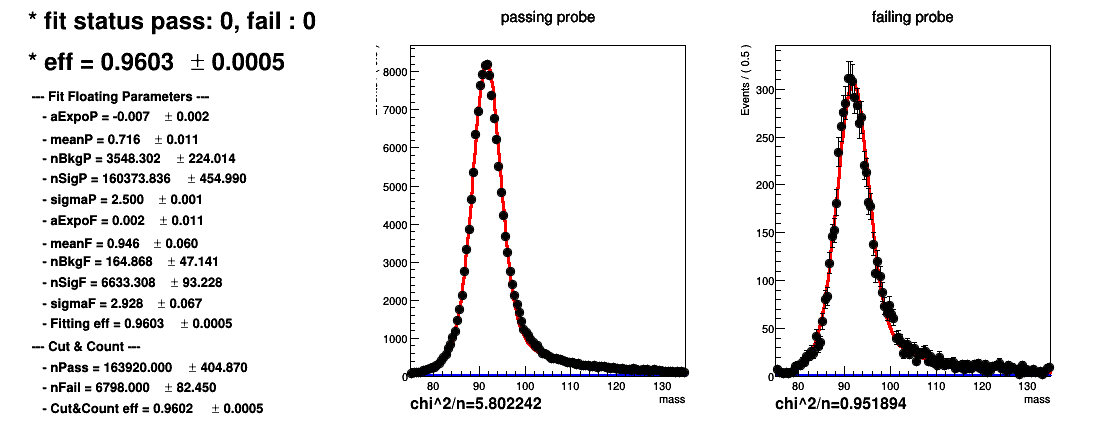 * fit status pass: 0, fail : 0
* eff = 0.9603 ± 0.0005
--- Fit Floating Parameters ---
- aExpoP = -0.007 ± 0.002
- meanP = 0.716 ± 0.011
- nBkgP = 3548.302 ± 224.014
- nSigP = 160373.836 ± 454.990
- sigmaP = 2.500 ± 0.001
- aExpoF = 0.002 ± 0.011
- meanF = 0.946 ± 0.060
- nBkgF = 164.868 ± 47.141
- nSigF = 6633.308 ± 93.228
- sigmaF = 2.928 ± 0.067
- Fitting eff = 0.9603 ± 0.0005
--- Cut & Count ---
- nPass = 163920.000 ± 404.870
- nFail = 6798.000 ± 82.450
- Cut&Count eff = 0.9602 ± 0.0005
passing probe
8000
7000
6000
5000
4000
3000
2000
1000
0
80 90 100 110 120 130
mass
chi^2/n=5.802242
failing probe
Events / ( 0.5 )
300
250
200
150
100
50
0
80 90 100 110 120 130
mass
chi^2/n=0.951894